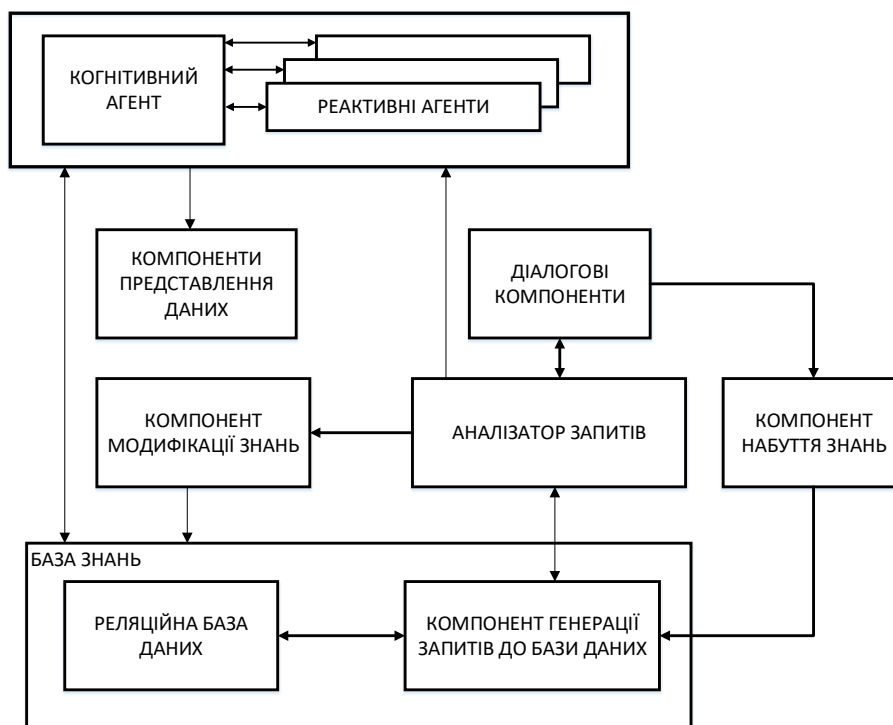 КОГНІТИВНИЙ
АГЕНТ
РЕАКТИВНІ АГЕНТИ
КОМПОНЕНТИ
ПРЕДСТАВЛЕННЯ
ДАНИХ
ДІАЛОГОВІ
КОМПОНЕНТИ
КОМПОНЕНТ
МОДИФІКАЦІЇ ЗНАНЬ
АНАЛІЗАТОР ЗАПИТІВ
КОМПОНЕНТ
НАБУТТЯ ЗНАНЬ
БАЗА ЗНАНЬ
РЕЛЯЦІЙНА БАЗА
ДАНИХ
КОМПОНЕНТ ГЕНЕРАЦІЇ
ЗАПИТІВ ДО БАЗИ ДАНИХ